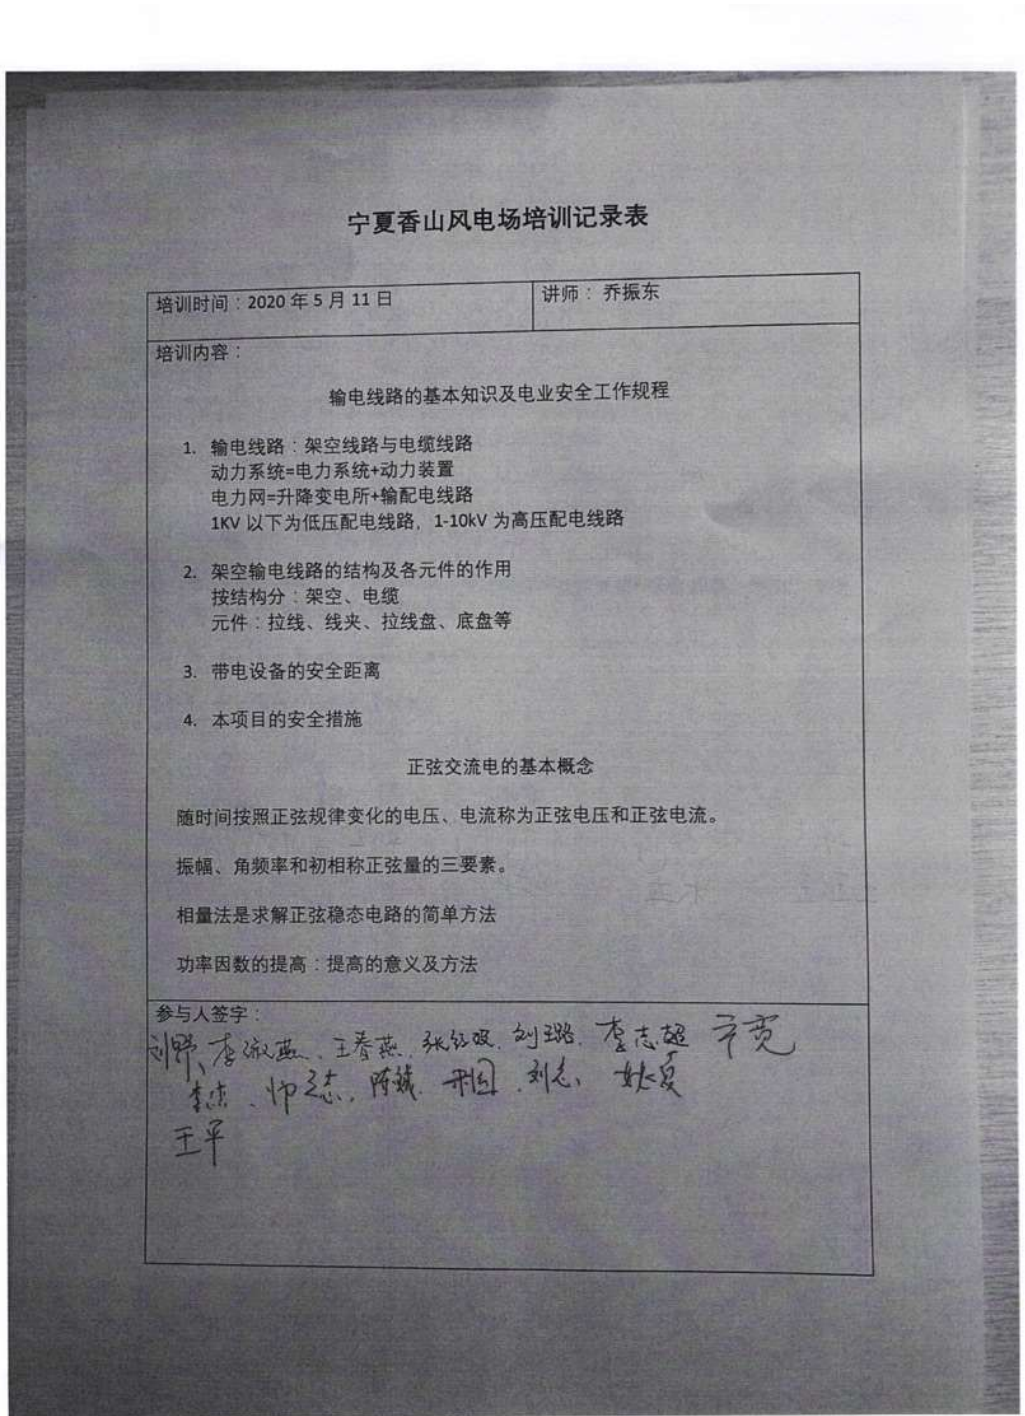 宁夏香山风电场培训记录表
培训时间：2020 年 5 月 11 日
讲师： 乔振东
培训内容：
输电线路的基本知识及电业安全工作规程
1. 输电线路：架空线路与电缆线路
动力系统=电力系统+动力装置
电力网=升降变电所+输配电线路
1KV 以下为低压配电线路，1-10kV 为高压配电线路
2. 架空输电线路的结构及各元件的作用
按结构分：架空、电缆
元件：拉线、线夹、拉线盘、底盘等
3. 带电设备的安全距离
4. 本项目的安全措施
正弦交流电的基本概念
随时间按照正弦规律变化的电压、电流称为正弦电压和正弦电流。
振幅、角频率和初相称正弦量的三要素。
相量法是求解正弦稳态电路的简单方法
功率因数的提高：提高的意义及方法
参与人签字：
刘野、李淑燕、王春燕、刘璐、李志超
刘志、姚夏
王军